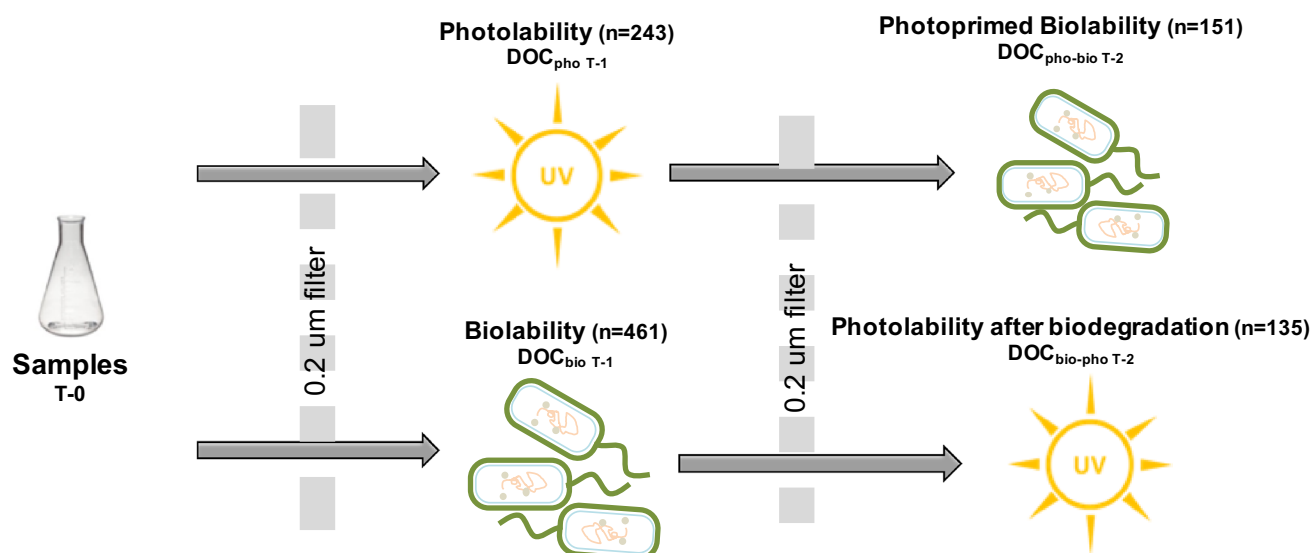 Photolability (n=243)
DOCpho T-1
Photoprimed Biolability (n=151)
DOCpho-bio T-2
UV
0.2 um filter
0.2 um filter
Samples
T-0
Biolability (n=461)
DOCbio T-1
Photolability after biodegradation (n=135)
DOCbio-pho T-2
UV